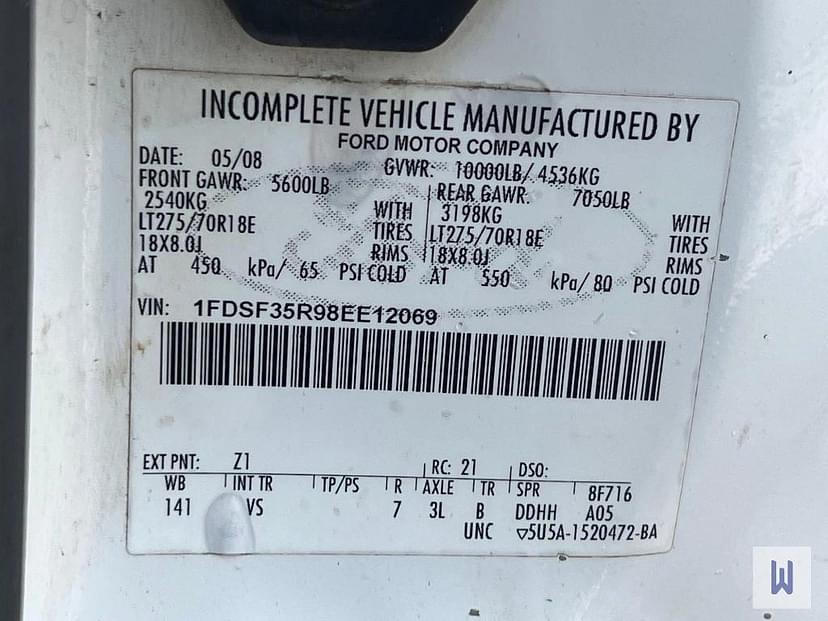 INCOMPLETE VEHICLE MANUFACTURED BY
FORD MOTOR COMPANY
DATE: 05/08 GVWR: 10000LB/ 4536KG
FRONT GAWR: 5600LB REAR GAWR: 7050LB
2540KG WITH 3198KG WITH
LT275/70R18E TIRES LT275/70R18E TIRES
18X8.0J RIMS 18X8.0J RIMS
AT 450 kPa/ 65 PSI COLD AT 550 kPa/ 80 PSI COLD
VIN: 1FDSF35R98EE12069
EXT PNT: Z1 RC: 21 DSO:
WB INT TR TP/PS R AXLE TR SPR 8F716
141 VS 7 3L B DDHH A05
UNC ▽5U5A-1520472-BA
W